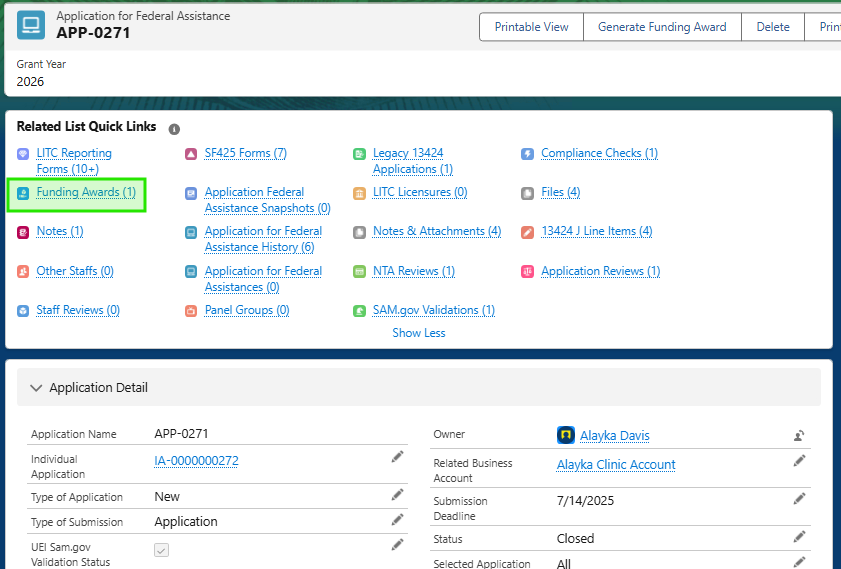 Application for Federal Assistance
APP-0271
Printable View
Generate Funding Award
Delete
Print
Grant Year
2026
Related List Quick Links
LITC Reporting
Forms (10+)
SF425 Forms (7)
Legacy 13424
Applications (1)
Compliance Checks (1)
Funding Awards (1)
Application Federal
Assistance Snapshots (0)
LITC Licensures (0)
Files (4)
Notes (1)
Application for Federal
Assistance History (6)
Notes & Attachments (4)
13424 J Line Items (4)
Other Staffs (0)
Application for Federal
Assistances (0)
NTA Reviews (1)
Application Reviews (1)
Staff Reviews (0)
Panel Groups (0)
SAM.gov Validations (1)
Show Less
Application Detail
Application Name
APP-0271
Owner
Alayka Davis
Individual
Application
IA-0000000272
Related Business
Account
Alayka Clinic Account
Type of Application
New
Submission
Deadline
7/14/2025
Type of Submission
Application
Status
Closed
UEI Sam.gov
Validation Status
Selected Application
All